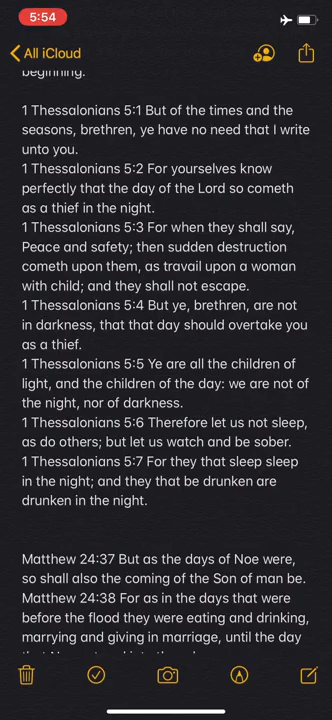 5:54
All iCloud
beginning.
1 Thessalonians 5:1 But of the times and the
seasons, brethren, ye have no need that I write
unto you.
1 Thessalonians 5:2 For yourselves know
perfectly that the day of the Lord so cometh
as a thief in the night.
1 Thessalonians 5:3 For when they shall say,
Peace and safety; then sudden destruction
cometh upon them, as travail upon a woman
with child; and they shall not escape.
1 Thessalonians 5:4 But ye, brethren, are not
in darkness, that that day should overtake you
as a thief.
1 Thessalonians 5:5 Ye are all the children of
light, and the children of the day: we are not of
the night, nor of darkness.
1 Thessalonians 5:6 Therefore let us not sleep,
as do others; but let us watch and be sober.
1 Thessalonians 5:7 For they that sleep sleep
in the night; and they that be drunken are
drunken in the night.
Matthew 24:37 But as the days of Noe were,
so shall also the coming of the Son of man be.
Matthew 24:38 For as in the days that were
before the flood they were eating and drinking,
marrying and giving in marriage, until the day